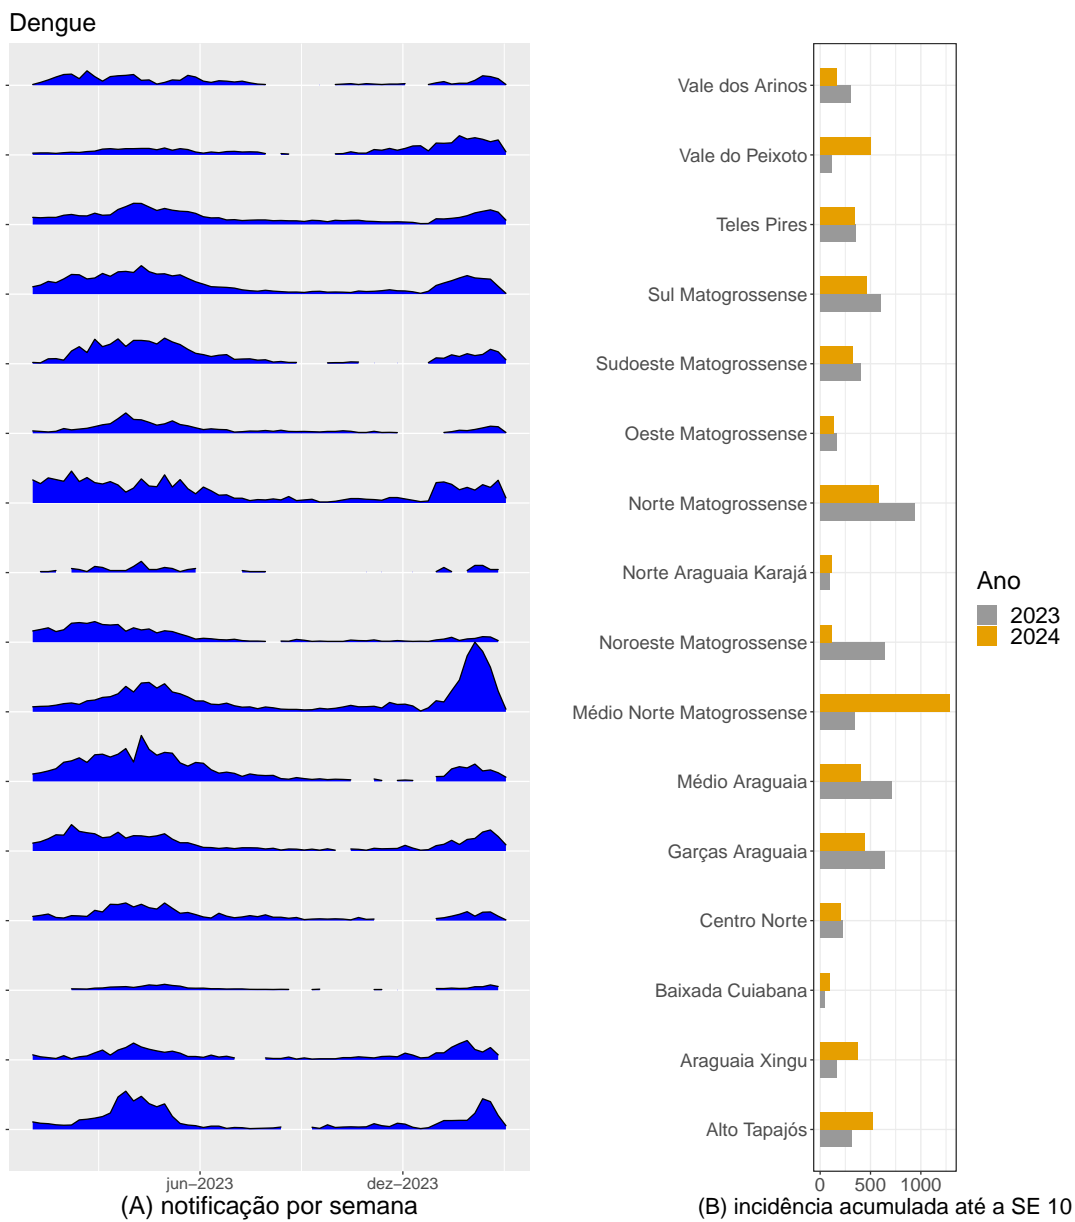 Dengue
Vale dos Arinos
Vale do Peixoto
Teles Pires
Sul Matogrossense
Sudoeste Matogrossense
Oeste Matogrossense
Norte Matogrossense
Norte Araguaia Karajá
Noroeste Matogrossense
Médio Norte Matogrossense
Médio Araguaia
Garças Araguaia
Centro Norte
Baixada Cuiabana
Araguaia Xingu
Alto Tapajós
Ano
2023
2024
jun−2023 dez−2023
0 500 1000
(A) notificação por semana
(B) incidência acumulada até a SE 10